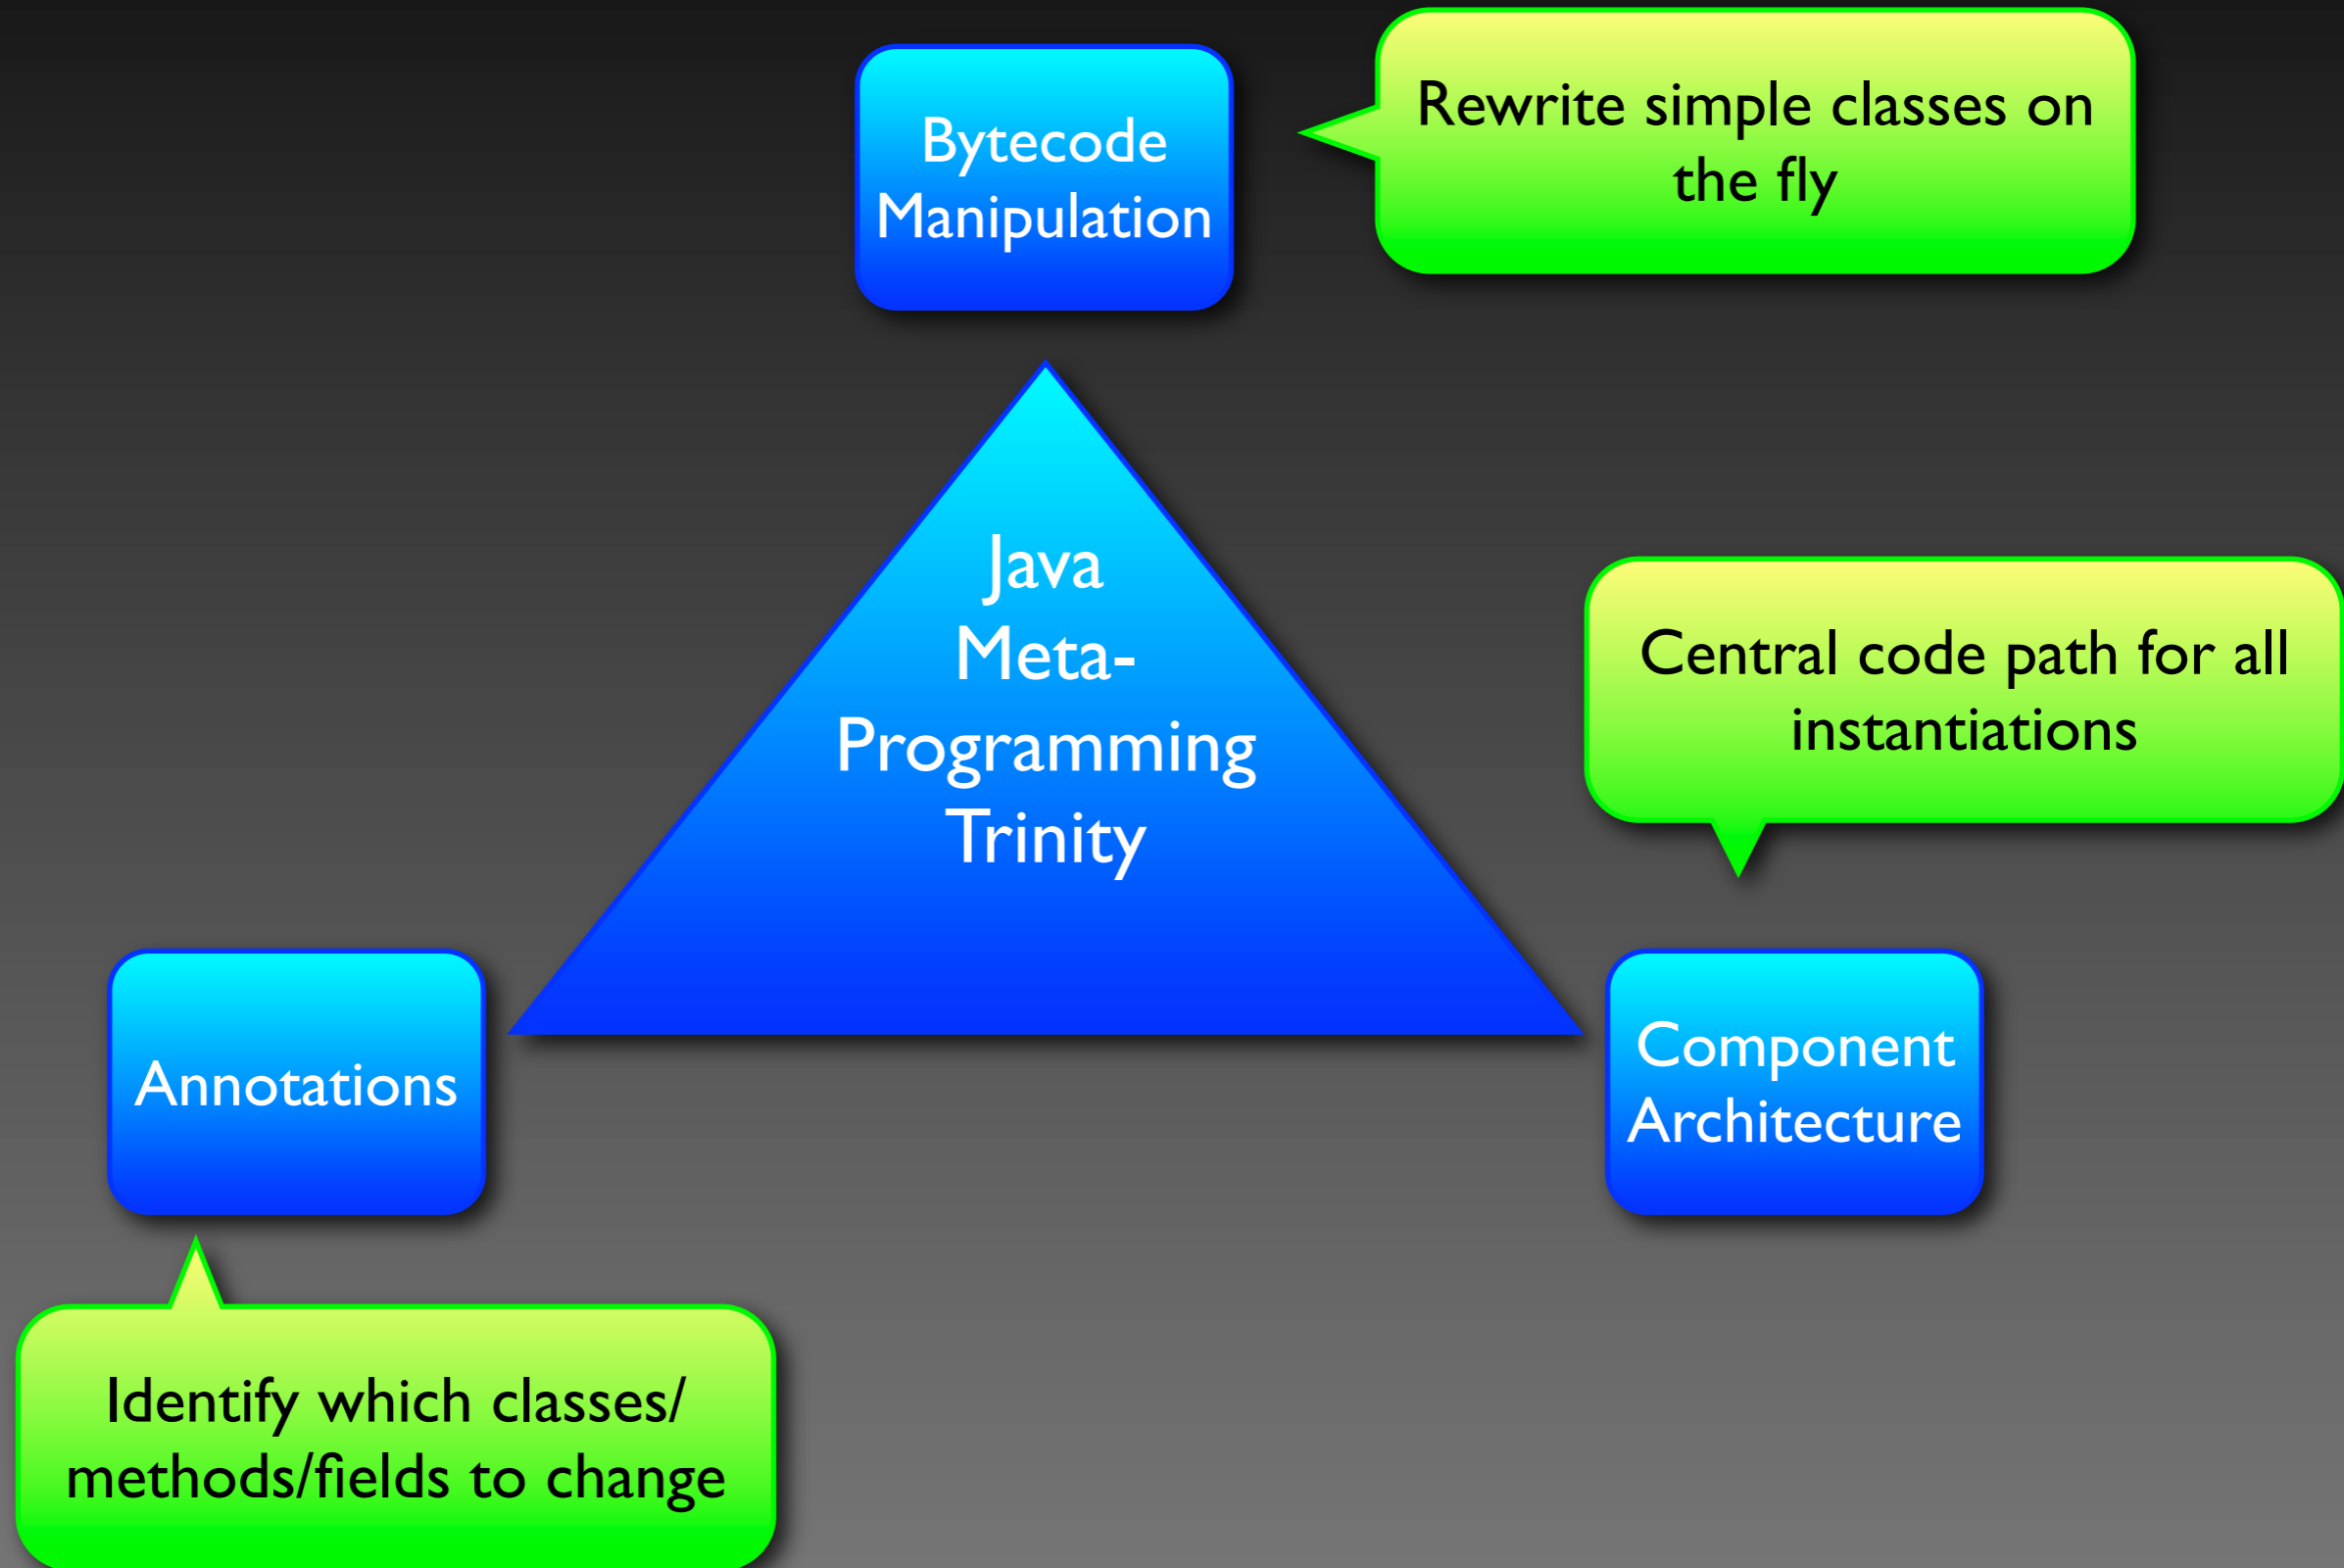 Bytecode
Manipulation
Rewrite simple classes on
the fly
Java
Meta-
Programming
Trinity
Central code path for all
instantiations
Annotations
Component
Architecture
Identify which classes/
methods/fields to change